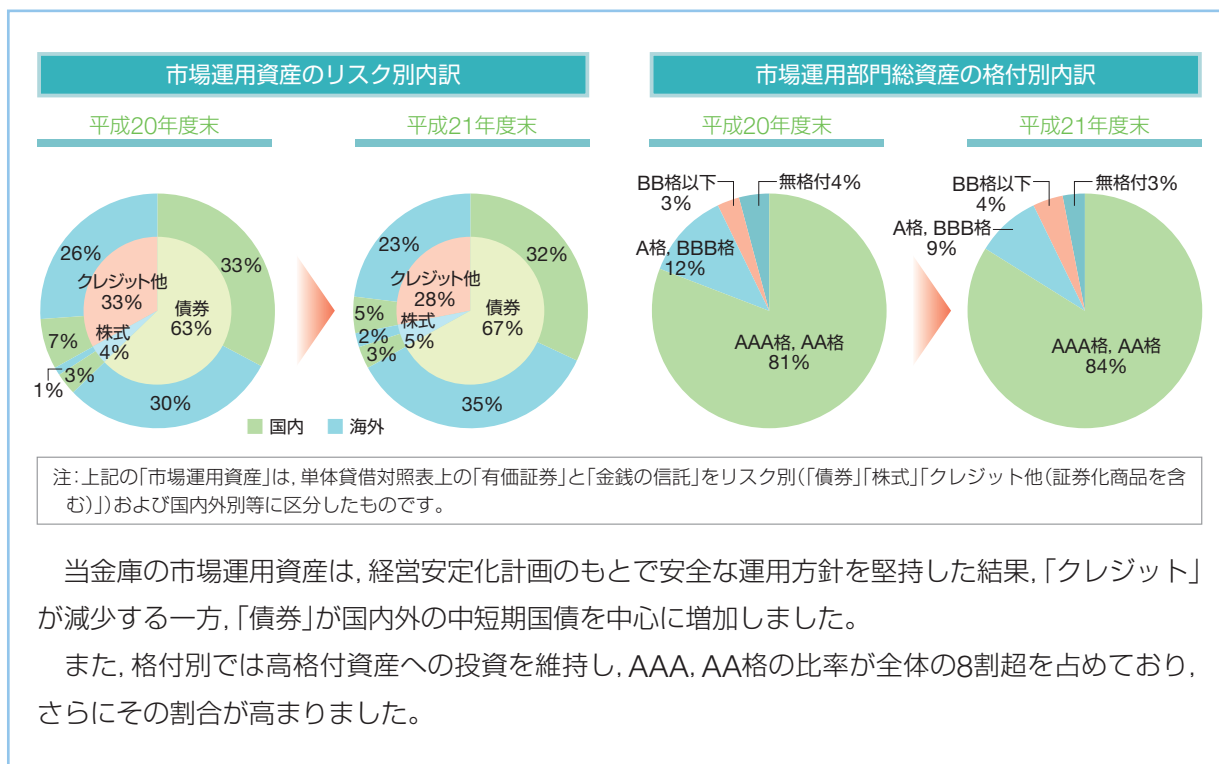 市場運用資産のリスク別内訳
平成20年度末
平成21年度末
26%
33%
クレジット他
33%
債券
63%
株式
4%
7%
3%
1%
30%
23%
32%
クレジット他
28%
債券
67%
5%
株式
5%
2%
3%
35%
国内
海外
市場運用部門総資産の格付別内訳
平成20年度末
平成21年度末
BB格以下
3%
無格付4%
A格, BBB格
12%
AAA格, AA格
81%
BB格以下
4%
無格付3%
A格, BBB格
9%
AAA格, AA格
84%
注:上記の「市場運用資産」は, 単体貸借対照表上の「有価証券」と「金銭の信託」をリスク別(「債券」「株式」「クレジット他(証券化商品を含
む)」)および国内外別等に区分したものです。
当金庫の市場運用資産は, 経営安定化計画のもとで安全な運用方針を堅持した結果, 「クレジット」
が減少する一方, 「債券」が国内外の中短期国債を中心に増加しました。
また, 格付別では高格付資産への投資を維持し, AAA, AA格の比率が全体の8割超を占めており,
さらにその割合が高まりました。